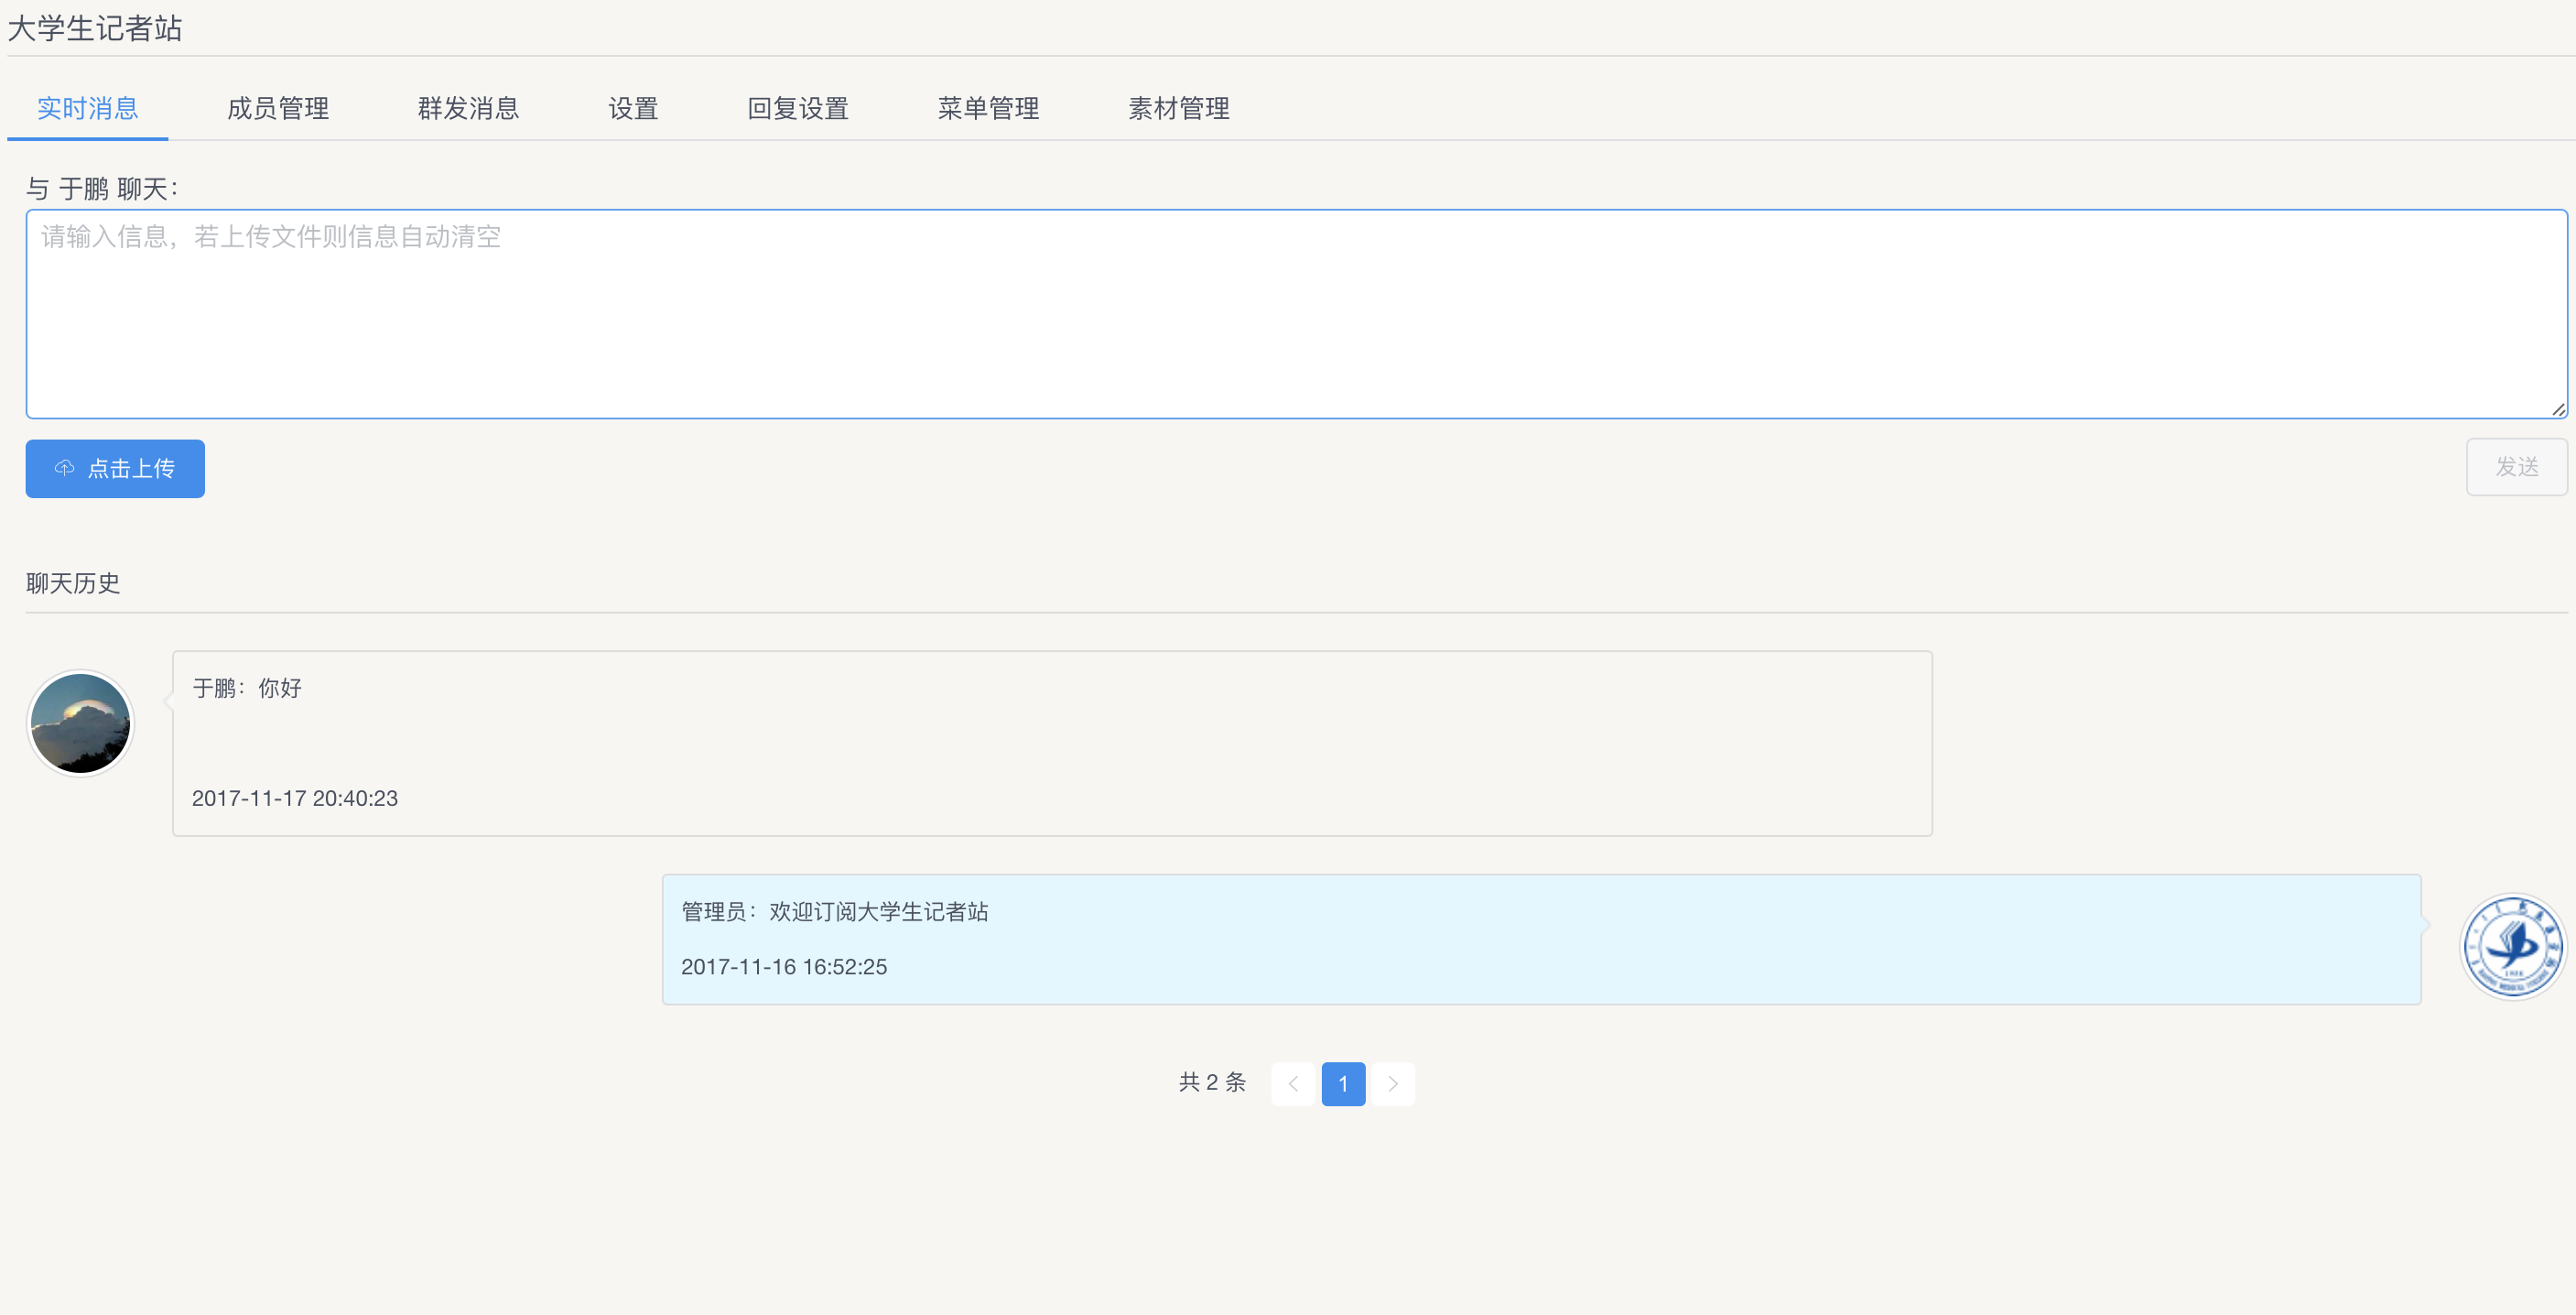 大学生记者站
实时消息 成员管理 群发消息 设置 回复设置 菜单管理 素材管理
与 于鹏 聊天：
请输入信息，若上传文件则信息自动清空
点击上传 发送
聊天历史
于鹏：你好
2017-11-17 20:40:23
管理员：欢迎订阅大学生记者站
2017-11-16 16:52:25
共 2 条 1